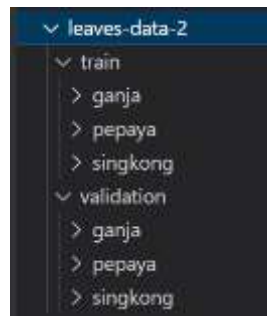 leaves-data-2
train
ganja
pepaya
singkong
validation
ganja
pepaya
singkong